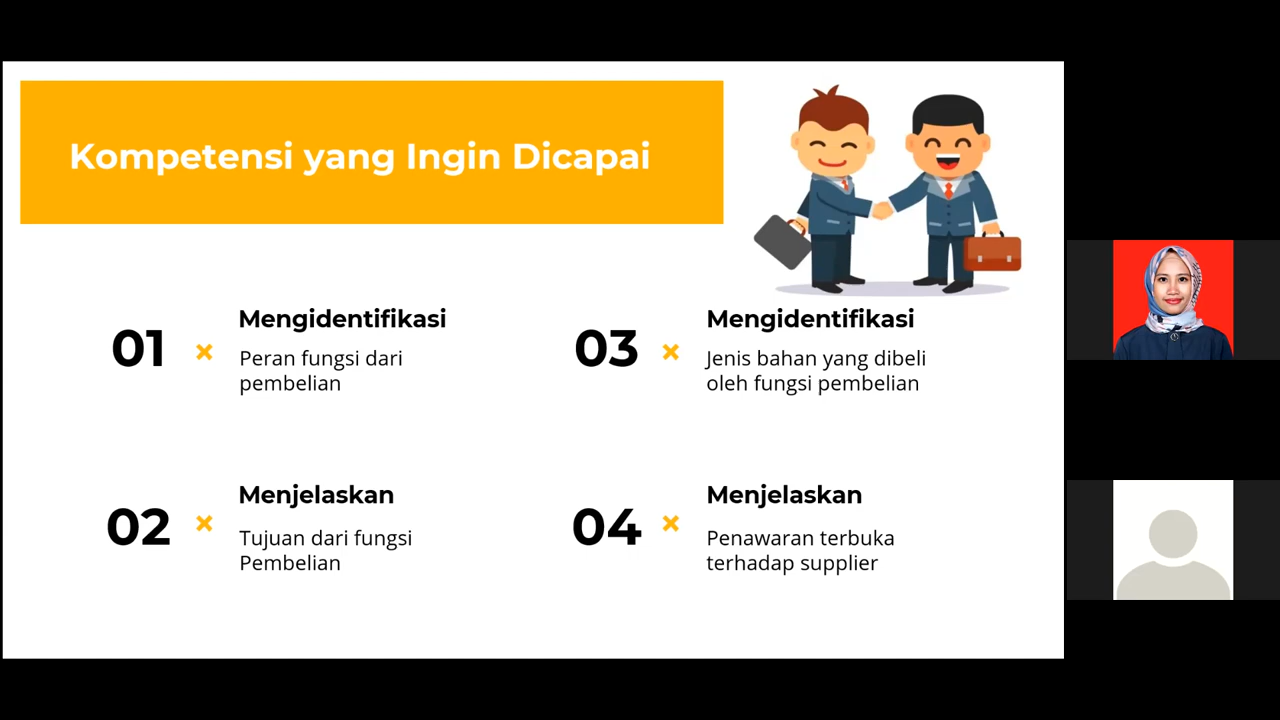 Kompetensi yang Ingin Dicapai
01
Mengidentifikasi
Peran fungsi dari
pembelian
02
Menjelaskan
Tujuan dari fungsi
Pembelian
03
Mengidentifikasi
Jenis bahan yang dibeli
oleh fungsi pembelian
04
Menjelaskan
Penawaran terbuka
terhadap supplier